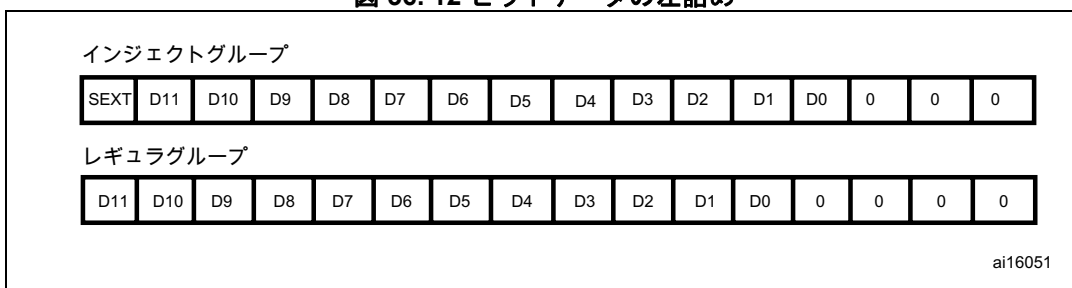 インジェクトグループ
SEXT D11 D10 D9 D8 D7 D6 D5 D4 D3 D2 D1 D0 0 0 0
レギュラグループ
D11 D10 D9 D8 D7 D6 D5 D4 D3 D2 D1 D0 0 0 0 0
ai16051